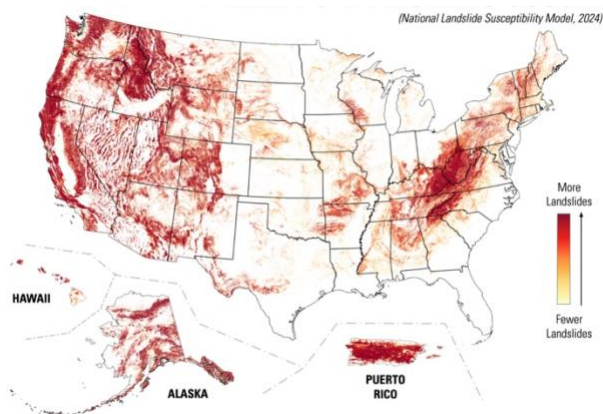 (National Landslide Susceptibility Model, 2024)
More
Landslides
Fewer
Landslides
HAWAII
ALASKA
PUERTO
RICO